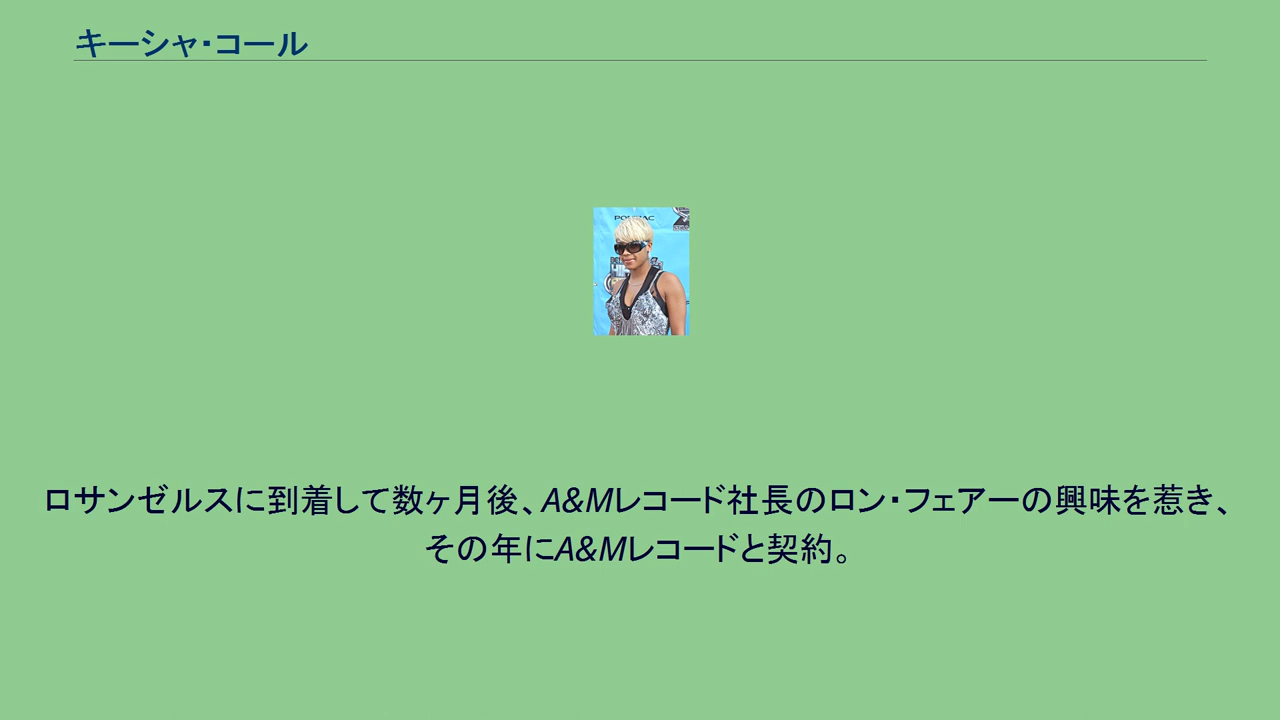 キーシャ・コール
PONTIAC
ロサンゼルスに到着して数ヶ月後、A&Mレコード社長のロン・フェアーの興味を惹き、
その年にA&Mレコードと契約。